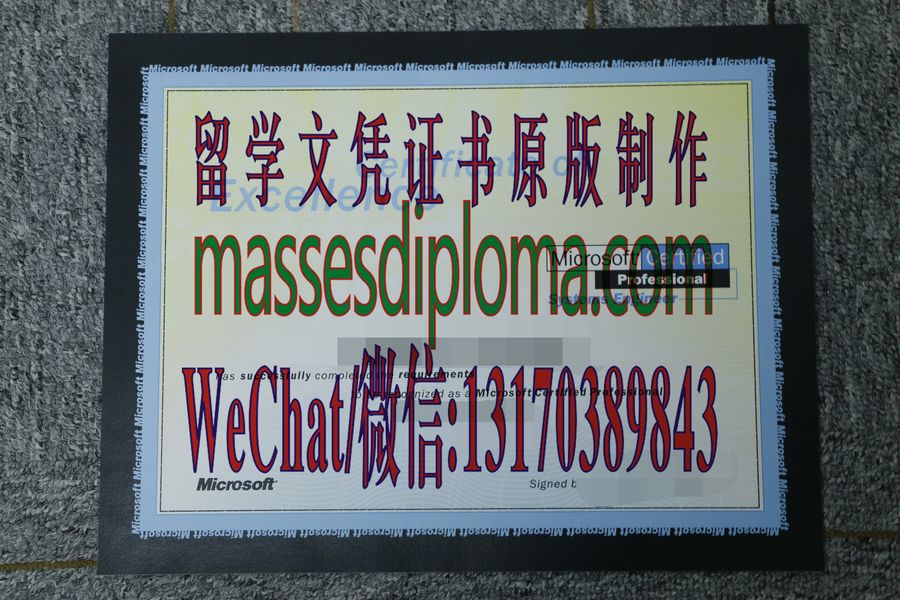 Microsoft Microsoft Microsoft Microsoft Microsoft Microsoft Microsoft Microsoft Microsoft Microsoft Microsoft Microsoft
留学文凭证书原版制作
Certificate of
Excellence
massesdiploma.com
Microsoft Certified
Professional
Systems Engineer
has successfully completed the requirements
to be recognized as a Microsoft Certified Professional
WeChat/微信:13170389843
Microsoft
Signed b